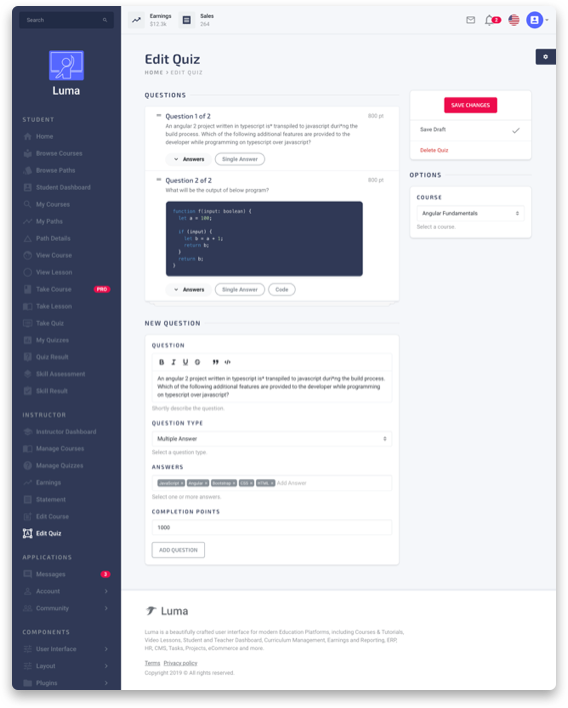 Search
Earnings
$12.3k
Sales
264
3
Luma
STUDENT
Home
Browse Courses
Browse Paths
Student Dashboard
My Courses
My Paths
Path Details
View Course
View Lesson
Take Course PRO
Take Lesson
Take Quiz
My Quizzes
Quiz Result
Skill Assessment
Skill Result
INSTRUCTOR
Instructor Dashboard
Manage Courses
Manage Quizzes
Earnings
Statement
Edit Course
Edit Quiz
APPLICATIONS
Messages 3
Account
Community
COMPONENTS
User Interface
Layout
Plugins
Edit Quiz
HOME > EDIT QUIZ
QUESTIONS
Question 1 of 2 600 pt
An angular 2 project written in typescript is* transpiled to javascript duri*ng the
build process. Which of the following additional features are provided to the
developer while programming on typescript over javascript?
Answers Single Answer
Question 2 of 2 600 pt
What will be the output of below program?
function f(input: boolean) {
let a = 100;
if (input) {
let b = a + 1;
return b;
}
return b;
}
Answers Single Answer Code
NEW QUESTION
QUESTION
B I U S " </>
An angular 2 project written in typescript is* transpiled to javascript duri*ng the build process.
Which of the following additional features are provided to the developer while programming
on typescript over javascript?
Shortly describe the question.
QUESTION TYPE
Multiple Answer
Select a question type.
ANSWERS
JavaScript × Angular × Bootstrap × CSS × HTML × Add Answer
Select one or more answers.
COMPLETION POINTS
1000
ADD QUESTION
SAVE CHANGES
Save Draft
Delete Quiz
OPTIONS
COURSE
Angular Fundamentals
Select a course.
Luma
Luma is a beautifully crafted user interface for modern Education Platforms, including Courses & Tutorials,
Video Lessons, Student and Teacher Dashboard, Curriculum Management, Earnings and Reporting, ERP,
HR, CMS, Tasks, Projects, eCommerce and more.
Terms Privacy policy
Copyright 2019 © All rights reserved.